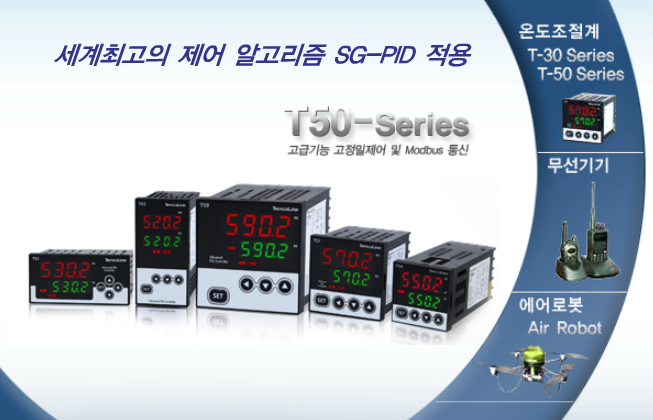 세계최고의 제어 알고리즘 SG-PID 적용
T50-Series
고급기능 고정밀제어 및 Modbus 통신
온도조절계
T-30 Series
T-50 Series
무선기기
에어로봇
Air Robot
530.2
530.2
520.2
520.2
590.2
590.2
SET
570.2
570.2
SET
550.2
550.2
SET